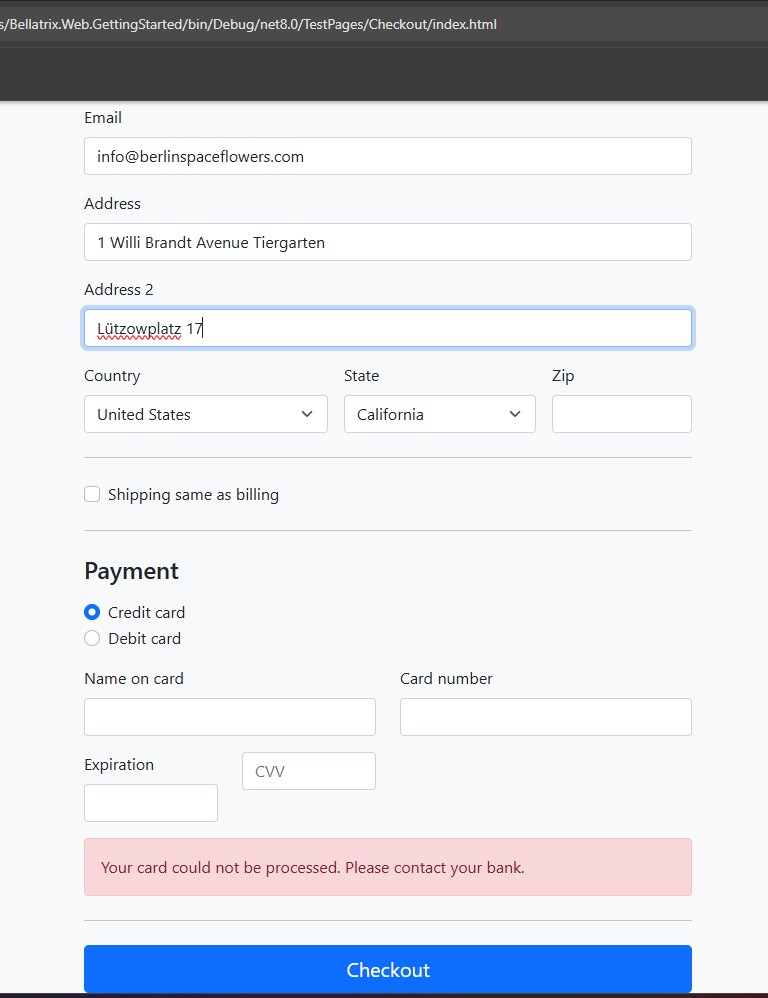 s/Bellatrix.Web.GettingStarted/bin/Debug/net8.0/TestPages/Checkout/index.html
Email
info@berlinspaceflowers.com
Address
1 Willi Brandt Avenue Tiergarten
Address 2
Lützowplatz 17
Country State Zip
United States California
Shipping same as billing
Payment
Credit card
Debit card
Name on card Card number
Expiration
CVV
Your card could not be processed. Please contact your bank.
Checkout